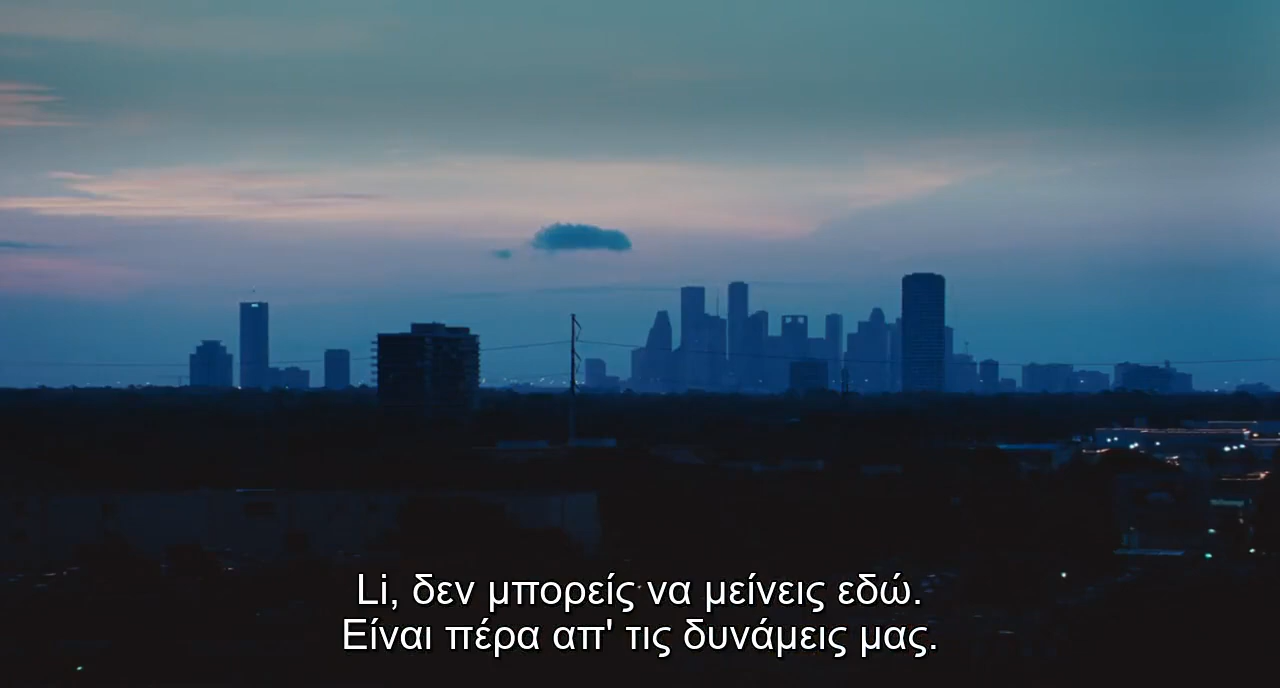 Li, δεν μπορείς να μείνεις εδώ.
Είναι πέρα απ' τις δυνάμεις μας.